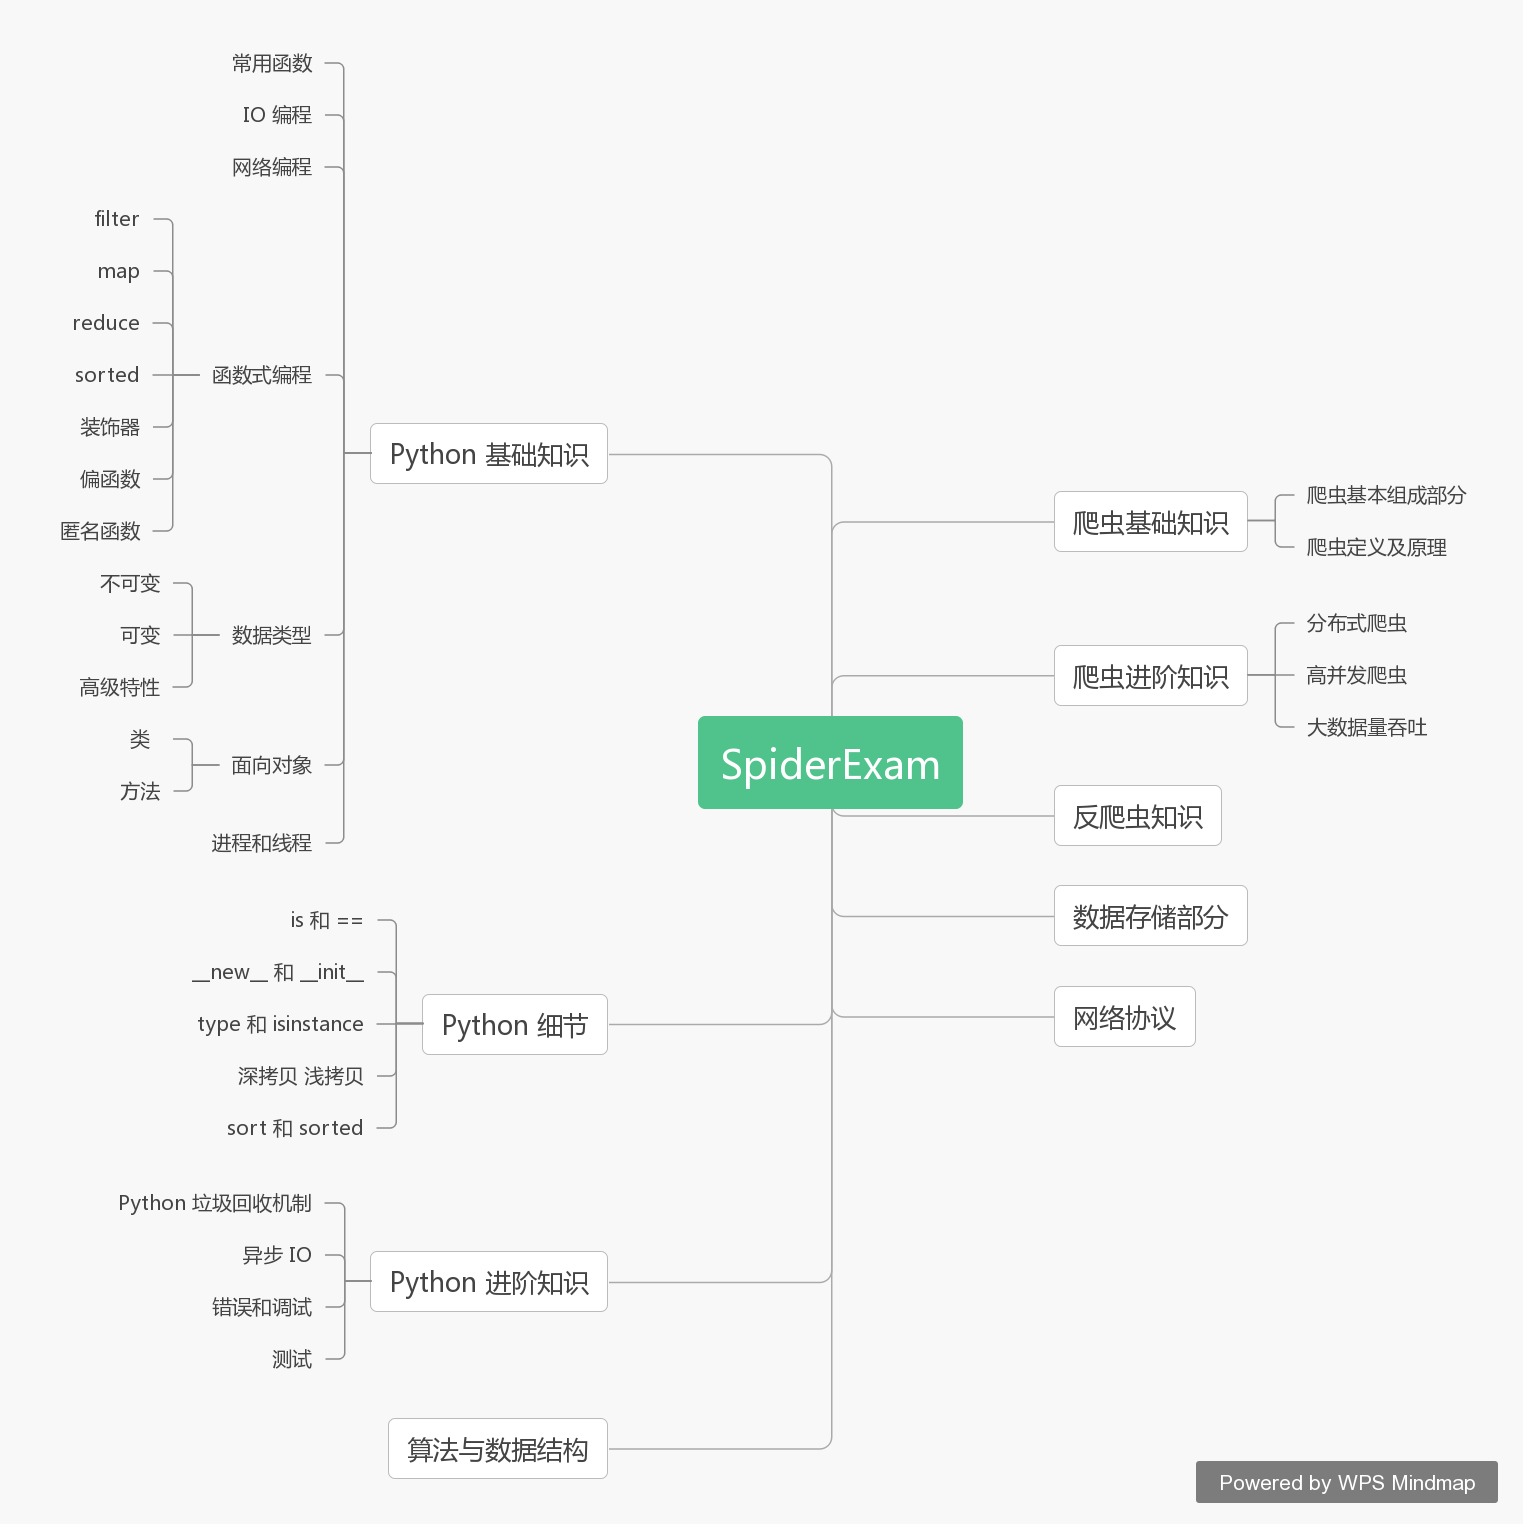 常用函数
IO 编程
网络编程
filter
map
reduce
sorted
装饰器
偏函数
匿名函数
函数式编程
不可变
可变
高级特性
数据类型
类
方法
面向对象
进程和线程
Python 基础知识
is 和 ==
__new__ 和 __init__
type 和 isinstance
深拷贝 浅拷贝
sort 和 sorted
Python 细节
Python 垃圾回收机制
异步 IO
错误和调试
测试
Python 进阶知识
算法与数据结构
SpiderExam
爬虫基础知识
爬虫基本组成部分
爬虫定义及原理
爬虫进阶知识
分布式爬虫
高并发爬虫
大数据量吞吐
反爬虫知识
数据存储部分
网络协议
Powered by WPS Mindmap